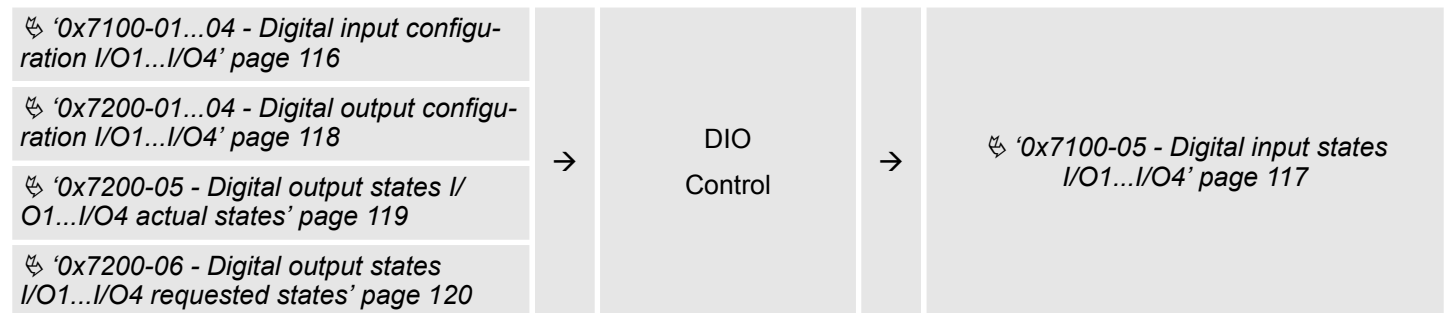 ↳ ‘0x7100-01...04 - Digital input configu-
ration I/O1...I/O4’ page 116
↳ ‘0x7200-01...04 - Digital output configu-
ration I/O1...I/O4’ page 118
↳ ‘0x7200-05 - Digital output states I/
O1...I/O4 actual states’ page 119
↳ ‘0x7200-06 - Digital output states
I/O1...I/O4 requested states’ page 120
→
DIO
Control
→
↳ ‘0x7100-05 - Digital input states
I/O1...I/O4’ page 117